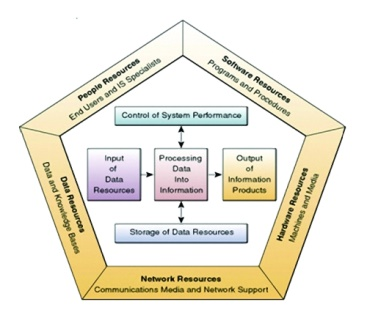 People Resources
End Users and IS Specialists
Software Resources
Programs and Procedures
Control of System Performance
Input
of
Data
Resources
Processing
Data
Into
Information
Output
of
Information
Products
Storage of Data Resources
Data Resources
Data and Knowledge Bases
Hardware Resources
Machines and Media
Network Resources
Communications Media and Network Support